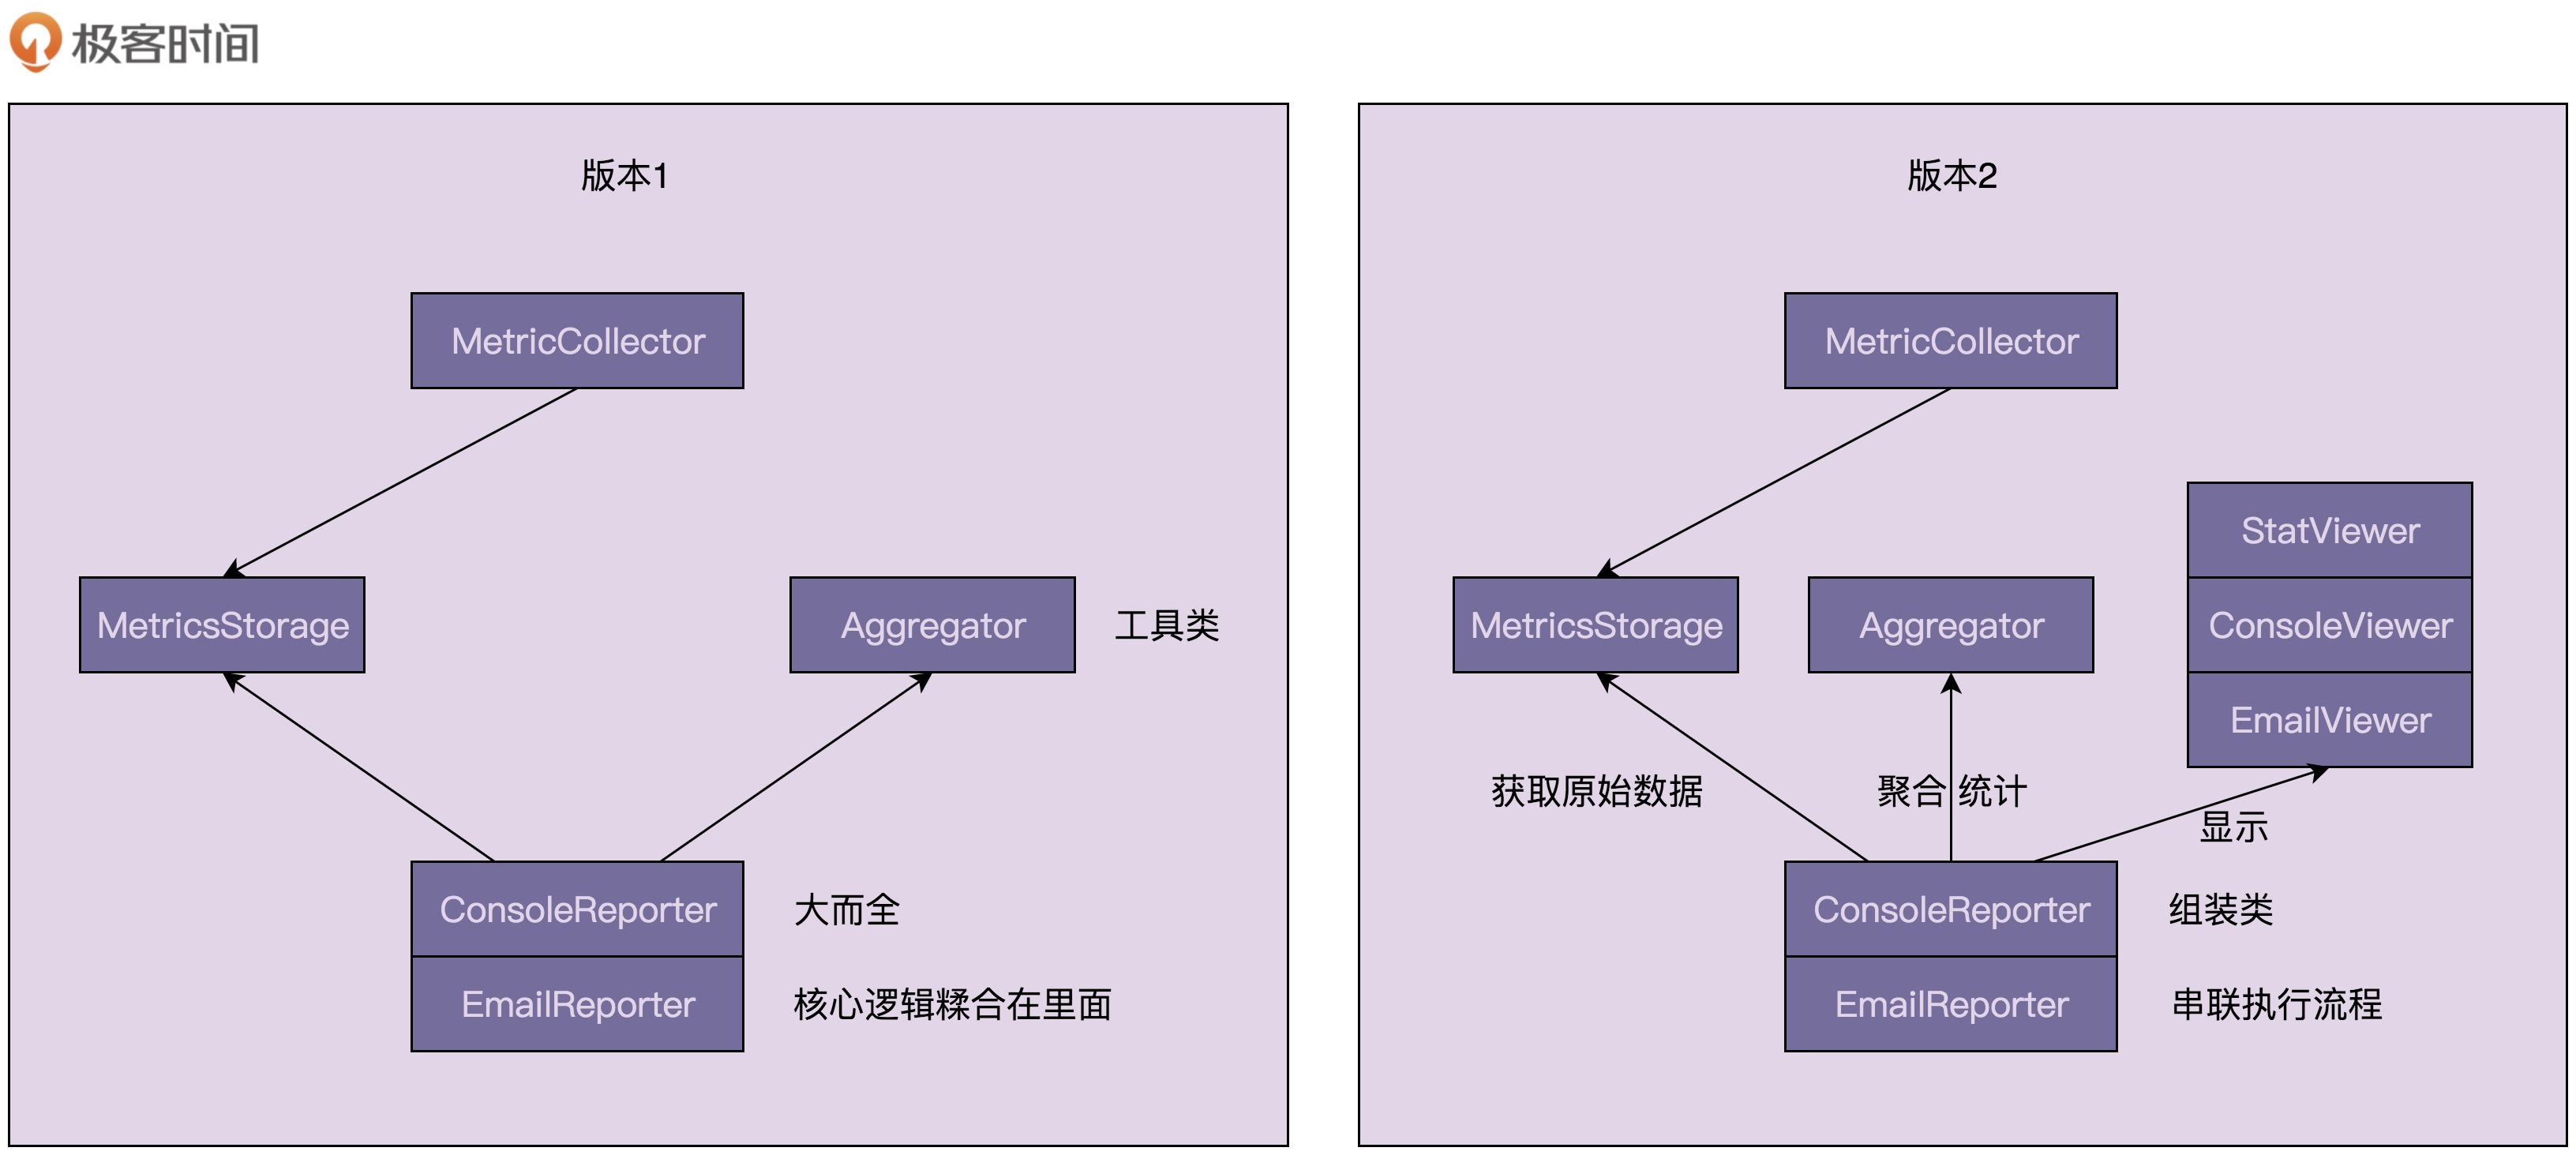 极客时间
版本1
MetricCollector
MetricsStorage
Aggregator
工具类
ConsoleReporter
大而全
EmailReporter
核心逻辑糅合在里面
版本2
MetricCollector
StatViewer
MetricsStorage
Aggregator
ConsoleViewer
EmailViewer
获取原始数据
聚合 统计
显示
ConsoleReporter
组装类
EmailReporter
串联执行流程